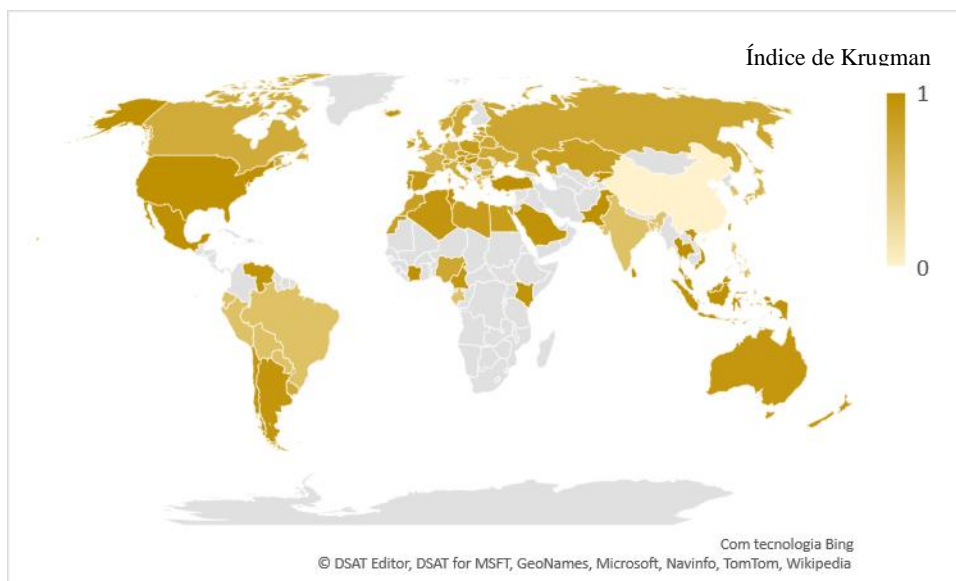 Índice de Krugman
1
0
Com tecnologia Bing
© DSAT Editor, DSAT for MSFT, GeoNames, Microsoft, Navinfo, TomTom, Wikipedia